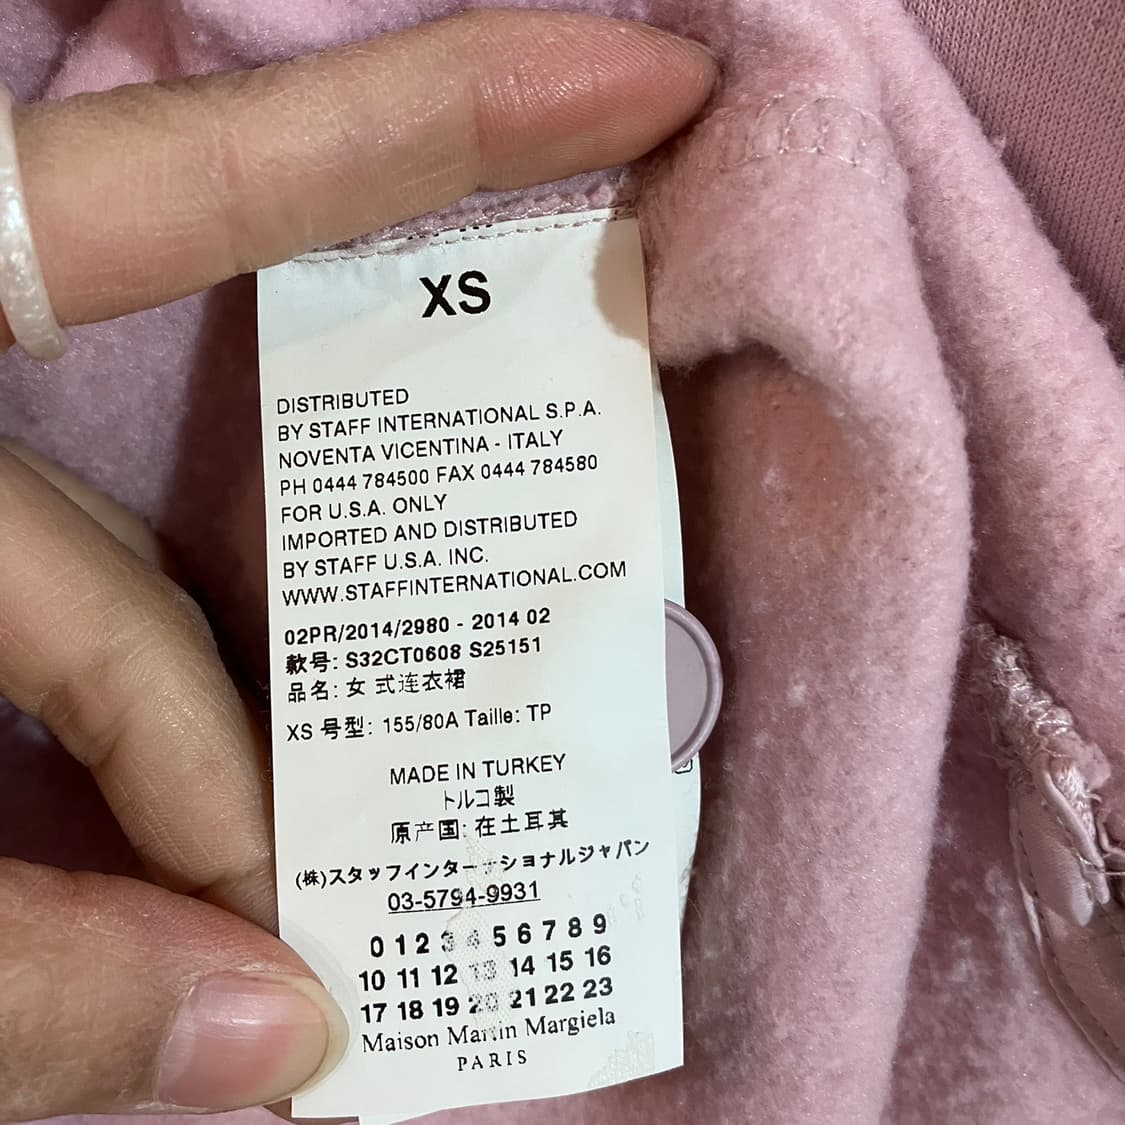 XS
DISTRIBUTED
BY STAFF INTERNATIONAL S.P.A.
NOVENTA VICENTINA - ITALY
PH 0444 784500 FAX 0444 784580
FOR U.S.A. ONLY
IMPORTED AND DISTRIBUTED
BY STAFF U.S.A. INC.
WWW.STAFFINTERNATIONAL.COM
02PR/2014/2980 - 2014 02
款号: S32CT0608 S25151
品名: 女 式连衣裙
XS 号型: 155/80A Taille: TP
MADE IN TURKEY
トルコ製
原产国: 在土耳其
(株)スタッフインターナショナルジャパン
03-5794-9931
0 1 2 3 4 5 6 7 8 9
10 11 12 13 14 15 16
17 18 19 20 21 22 23
Maison Martin Margiela
PARIS